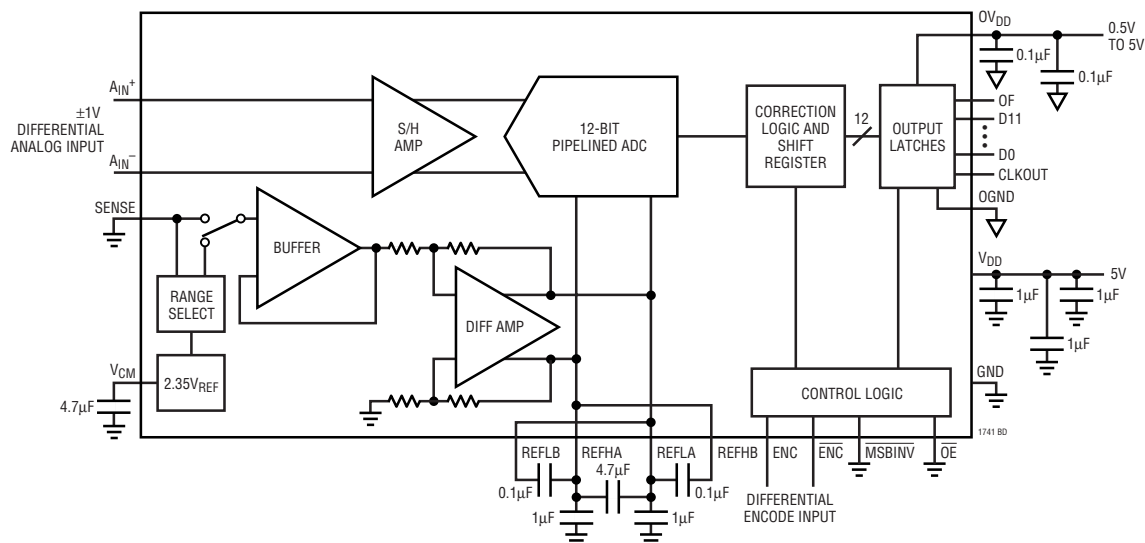 OVDD
0.5V
TO 5V
0.1µF
0.1µF
AIN+
±1V
DIFFERENTIAL
ANALOG INPUT
AIN−
S/H
AMP
12-BIT
PIPELINED ADC
CORRECTION
LOGIC AND
SHIFT
REGISTER
12
OUTPUT
LATCHES
OF
D11
D0
CLKOUT
OGND
SENSE
BUFFER
RANGE
SELECT
DIFF AMP
VDD
5V
1µF
1µF
1µF
VCM
2.35VREF
4.7µF
GND
CONTROL LOGIC
1741 BD
REFLB
REFHA
REFLA
REFHB
ENC
ENC
MSBINV
OE
4.7µF
0.1µF
0.1µF
1µF
1µF
DIFFERENTIAL
ENCODE INPUT